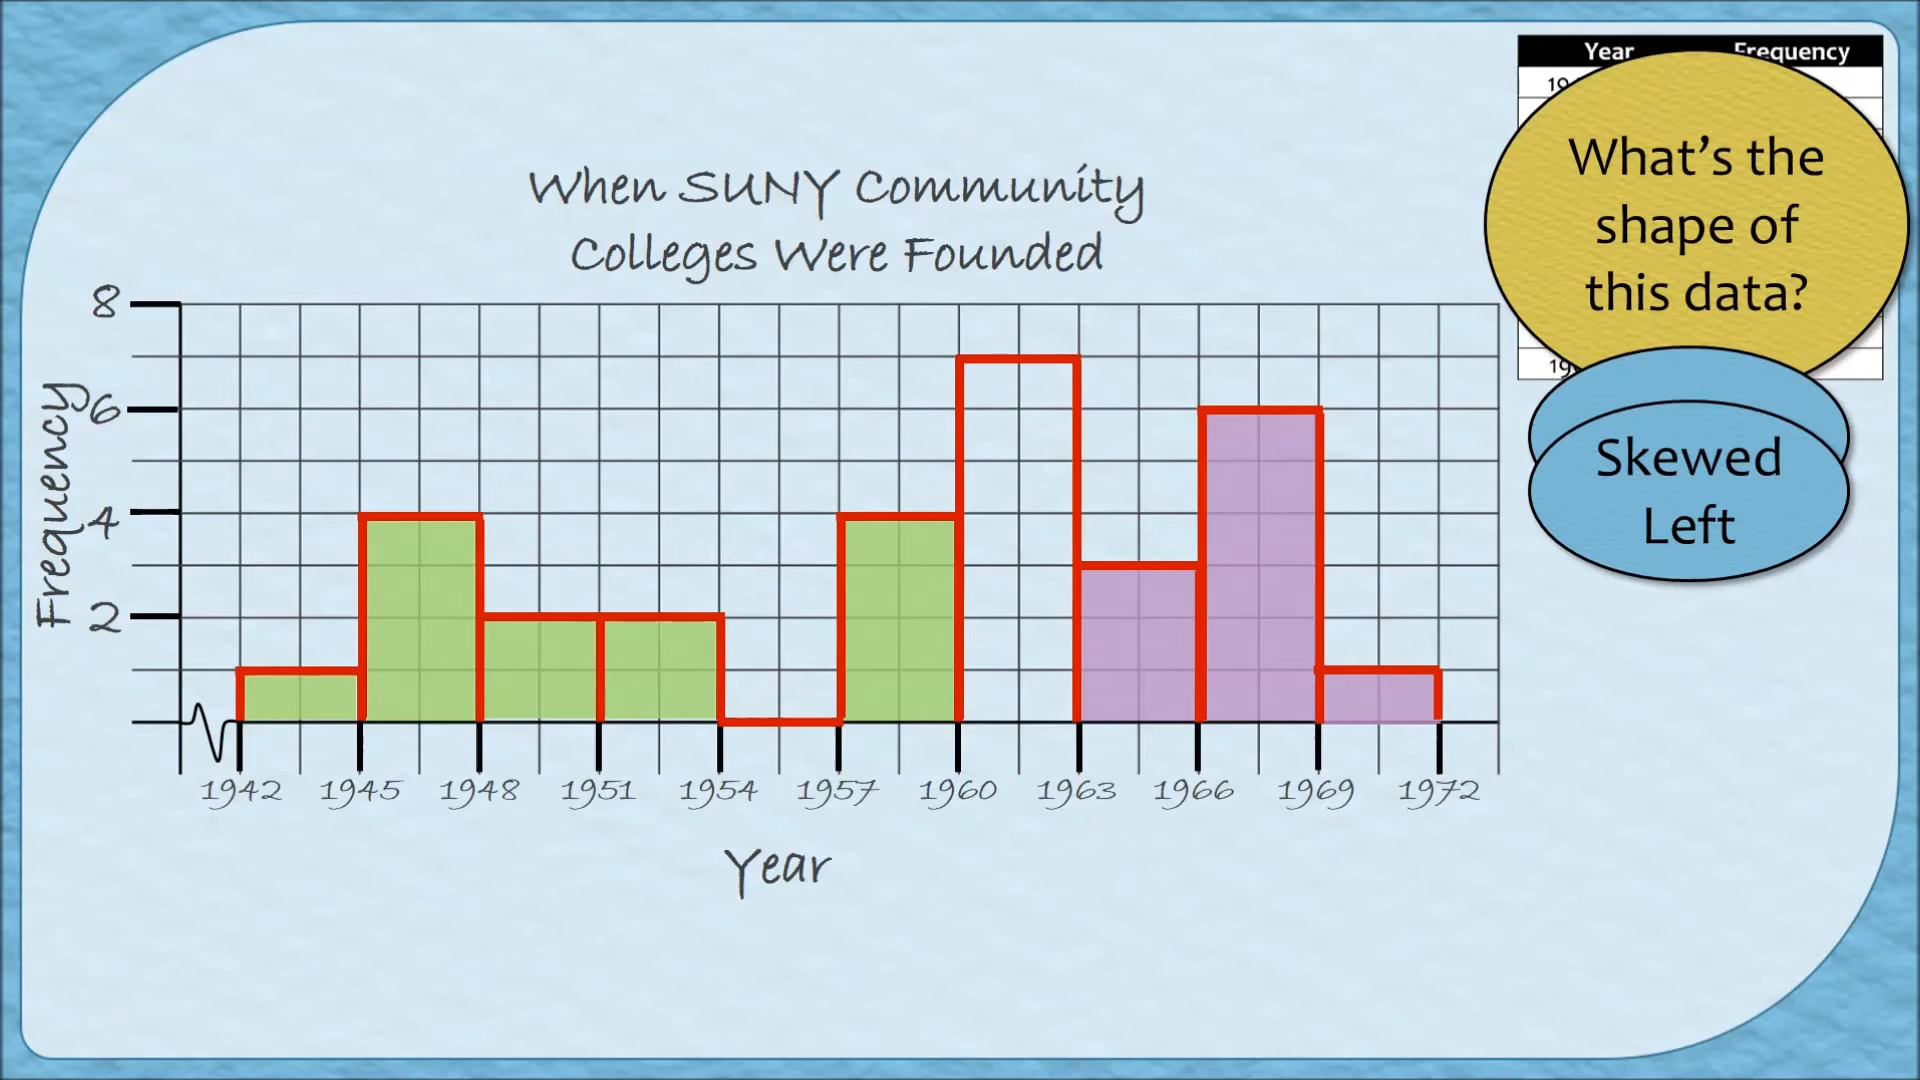 Year Frequency
What's the
shape of
this data?
When SUNY Community
Colleges Were Founded
Skewed
Left
Frequency
8
6
4
2
1942 1945 1948 1951 1954 1957 1960 1963 1966 1969 1972
Year